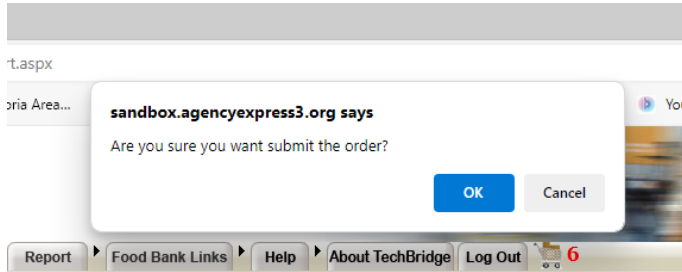 rt.aspx
oria Area...
You
sandbox.agencyexpress3.org says
Are you sure you want submit the order?
OK Cancel
Report Food Bank Links Help About TechBridge Log Out 6